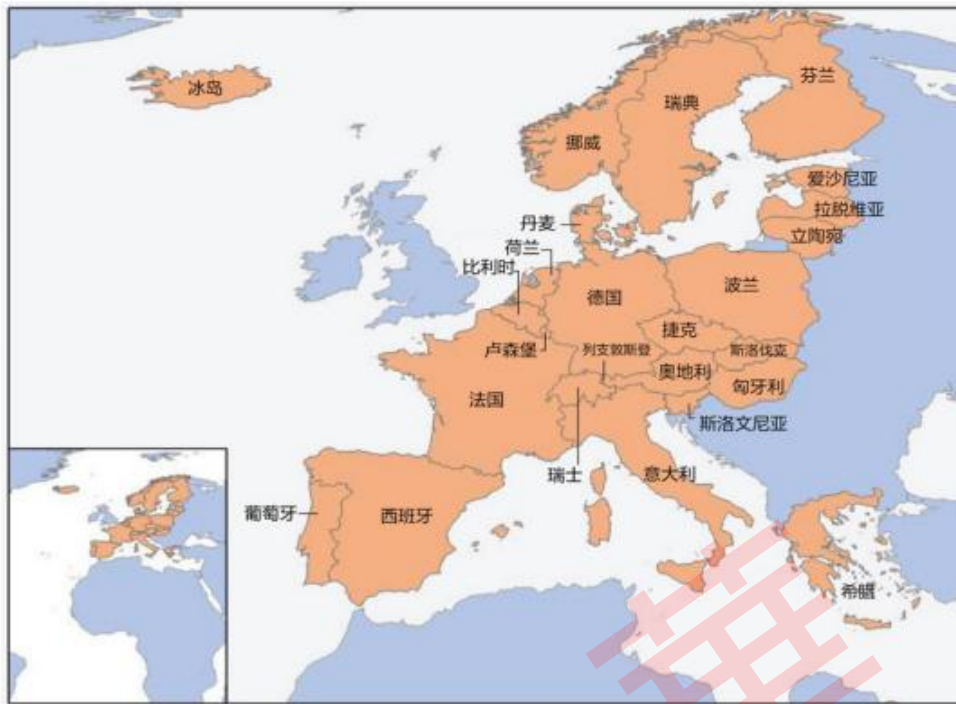 冰岛
芬兰
瑞典
挪威
爱沙尼亚
拉脱维亚
丹麦
立陶宛
荷兰
比利时
德国
波兰
捷克
卢森堡
列支敦斯登
斯洛伐克
奥地利
匈牙利
法国
斯洛文尼亚
瑞士
意大利
葡萄牙
西班牙
希腊